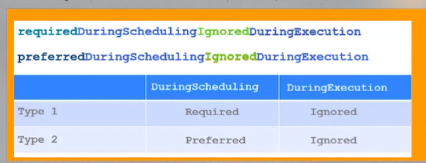 requiredDuringSchedulingIgnoredDuringExecution
preferredDuringSchedulingIgnoredDuringExecution
DuringScheduling DuringExecution
Type 1 Required Ignored
Type 2 Preferred Ignored